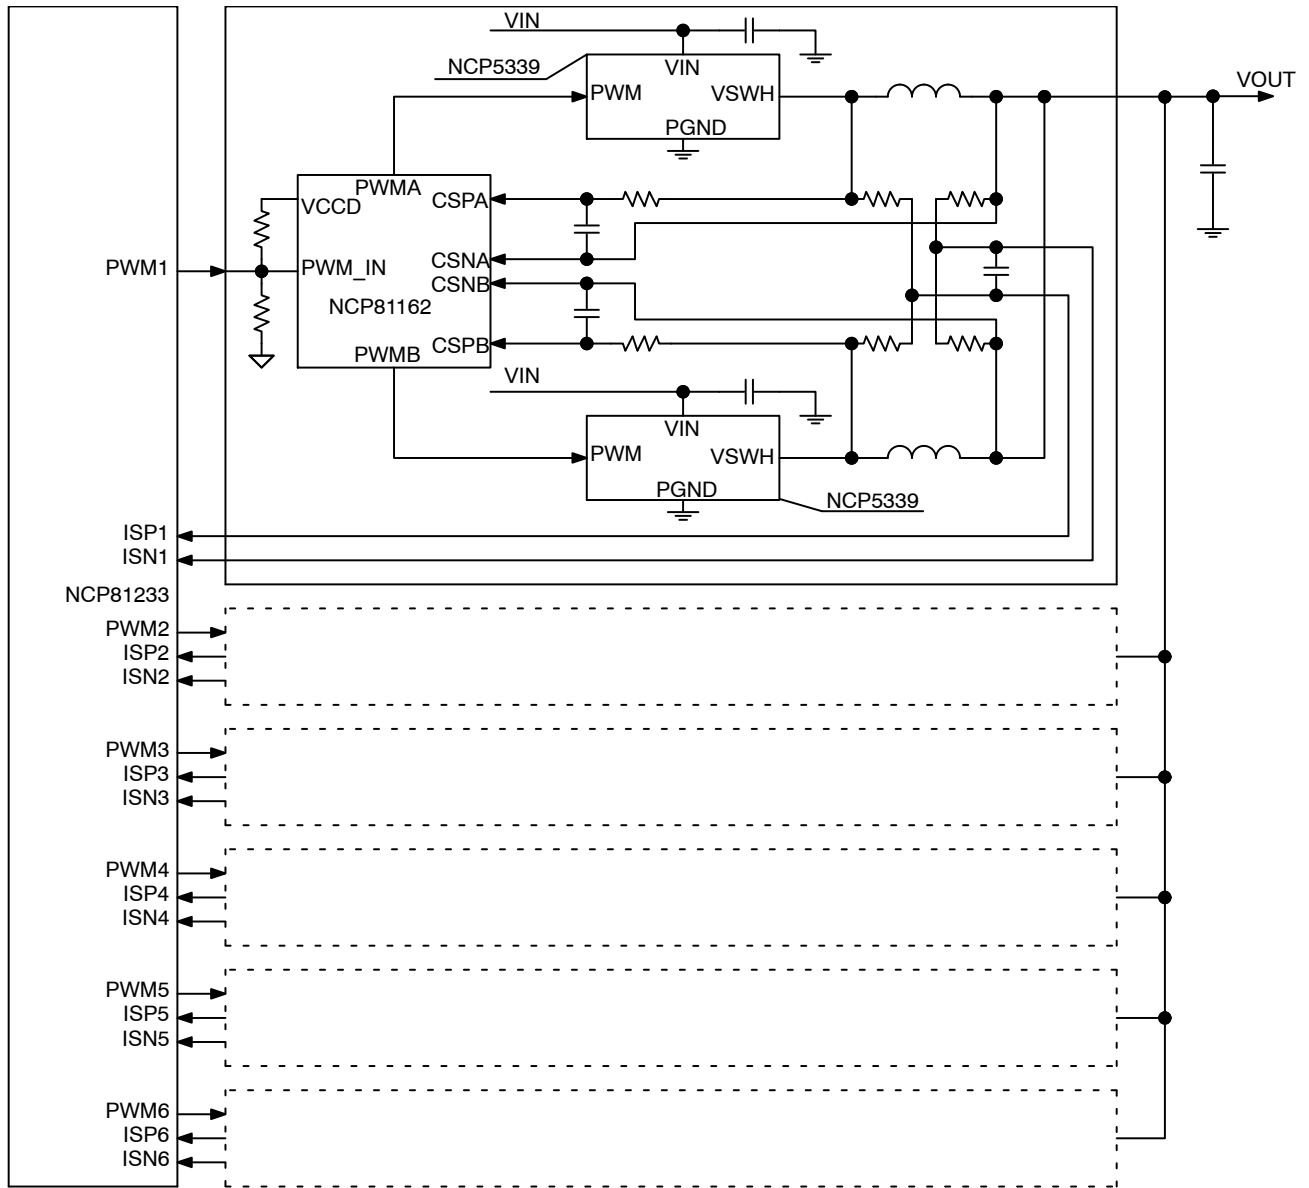 VIN
NCP5339
VIN
PWM
VSWH
PGND
VOUT
PWMA
VCCD
CSPA
PWM1
PWM_IN
CSNA
CSNB
NCP81162
CSPB
PWMB
VIN
VIN
PWM
VSWH
PGND
NCP5339
ISP1
ISN1
NCP81233
PWM2
ISP2
ISN2
PWM3
ISP3
ISN3
PWM4
ISP4
ISN4
PWM5
ISP5
ISN5
PWM6
ISP6
ISN6